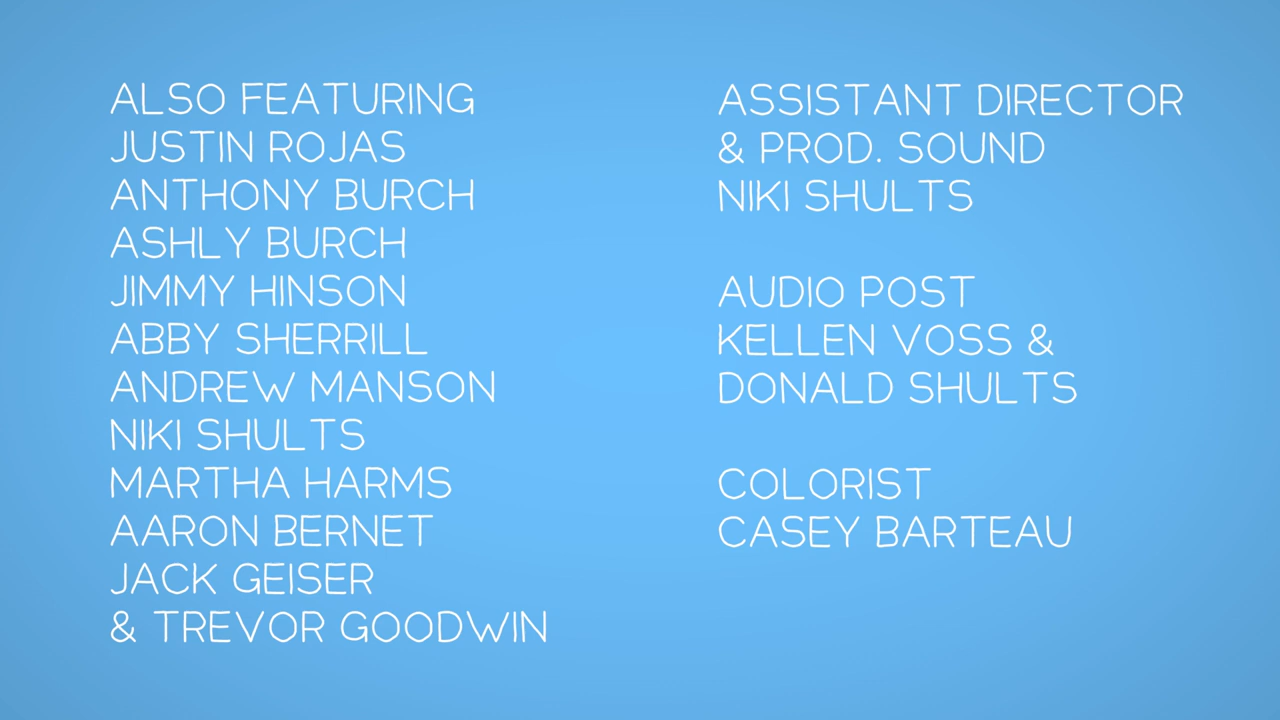 ALSO FEATURING
JUSTIN ROJAS
ANTHONY BURCH
ASHLY BURCH
JIMMY HINSON
ABBY SHERRILL
ANDREW MANSON
NIKI SHULTS
MARTHA HARMS
AARON BERNET
JACK GEISER
& TREVOR GOODWIN
ASSISTANT DIRECTOR
& PROD. SOUND
NIKI SHULTS
AUDIO POST
KELLEN VOSS &
DONALD SHULTS
COLORIST
CASEY BARTEAU